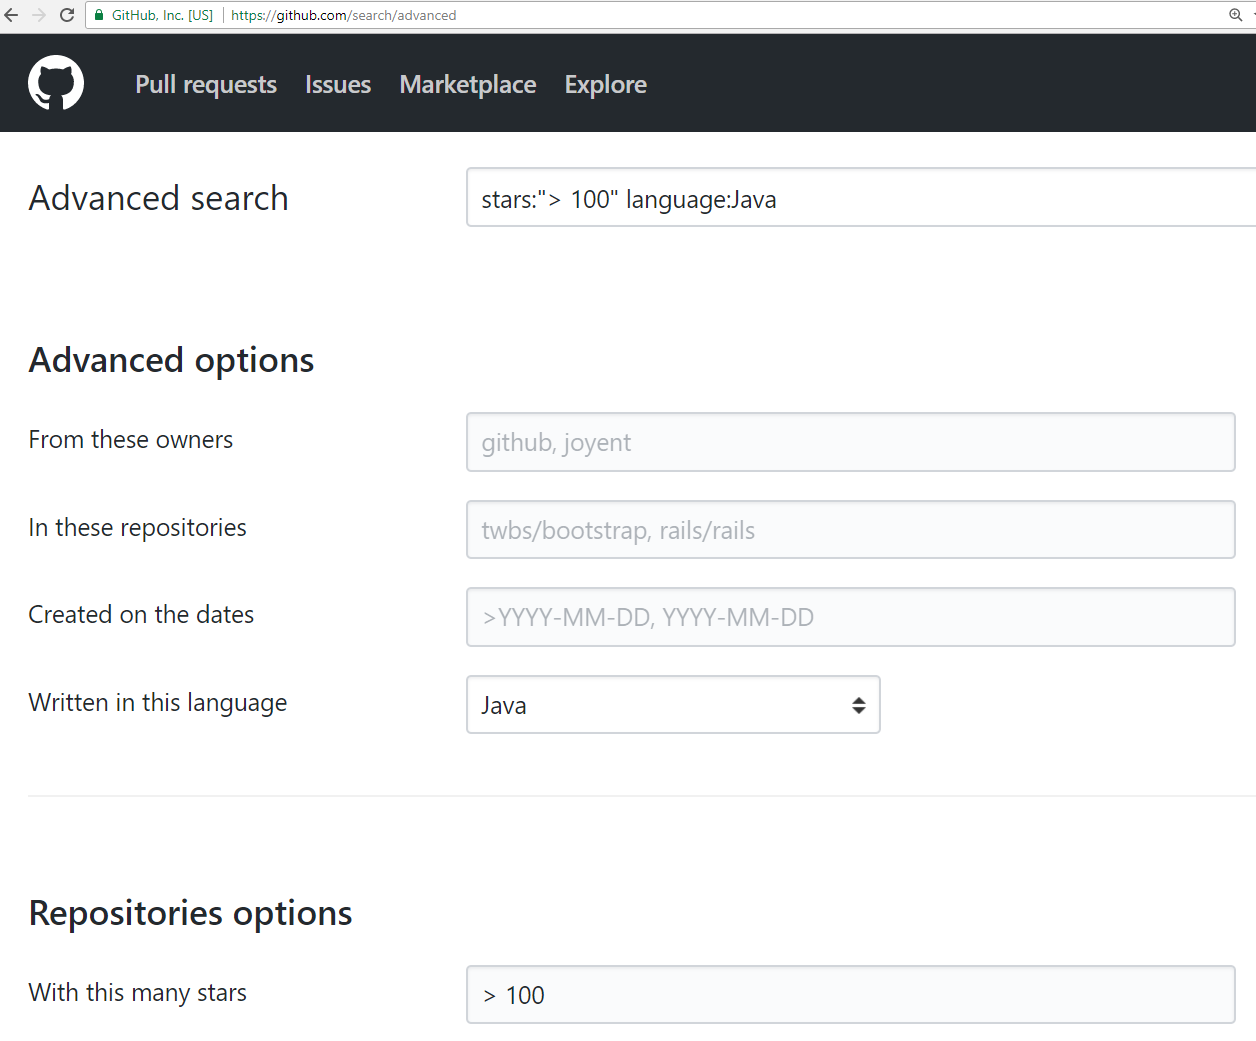 GitHub, Inc. [US] https://github.com/search/advanced
Pull requests Issues Marketplace Explore
Advanced search stars:"> 100" language:Java
Advanced options
From these owners github, joyent
In these repositories twbs/bootstrap, rails/rails
Created on the dates >YYYY-MM-DD, YYYY-MM-DD
Written in this language Java
Repositories options
With this many stars > 100